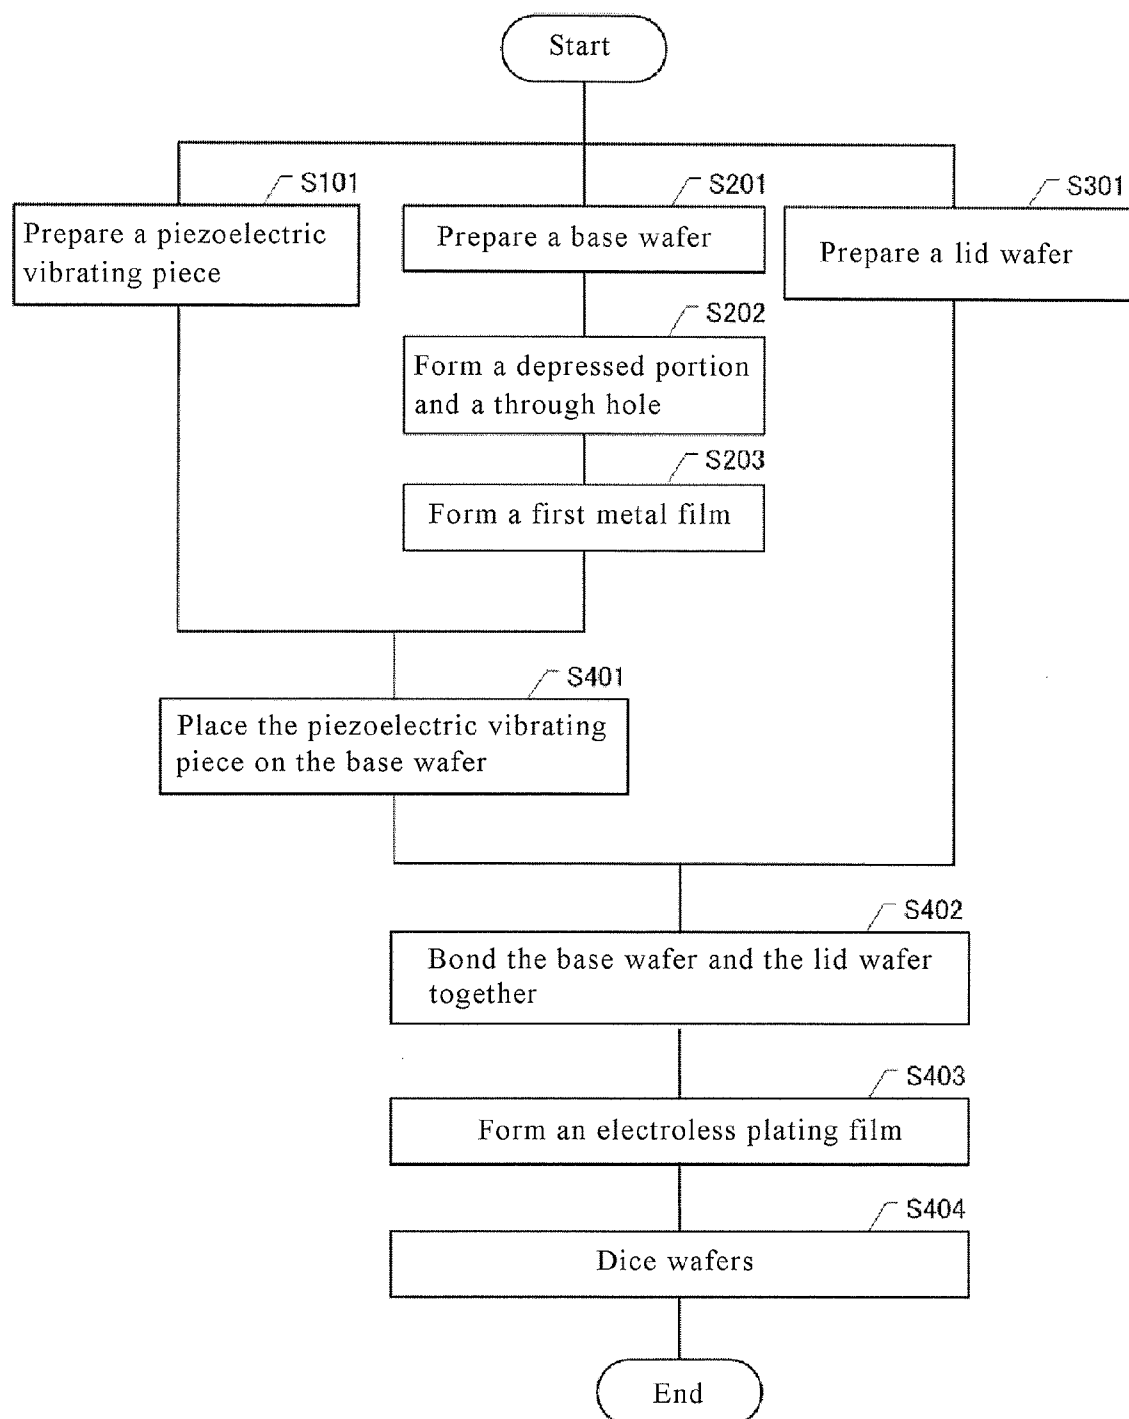 Start
S101
Prepare a piezoelectric
vibrating piece
S201
Prepare a base wafer
S301
Prepare a lid wafer
S202
Form a depressed portion
and a through hole
S203
Form a first metal film
S401
Place the piezoelectric vibrating
piece on the base wafer
S402
Bond the base wafer and the lid wafer
together
S403
Form an electroless plating film
S404
Dice wafers
End